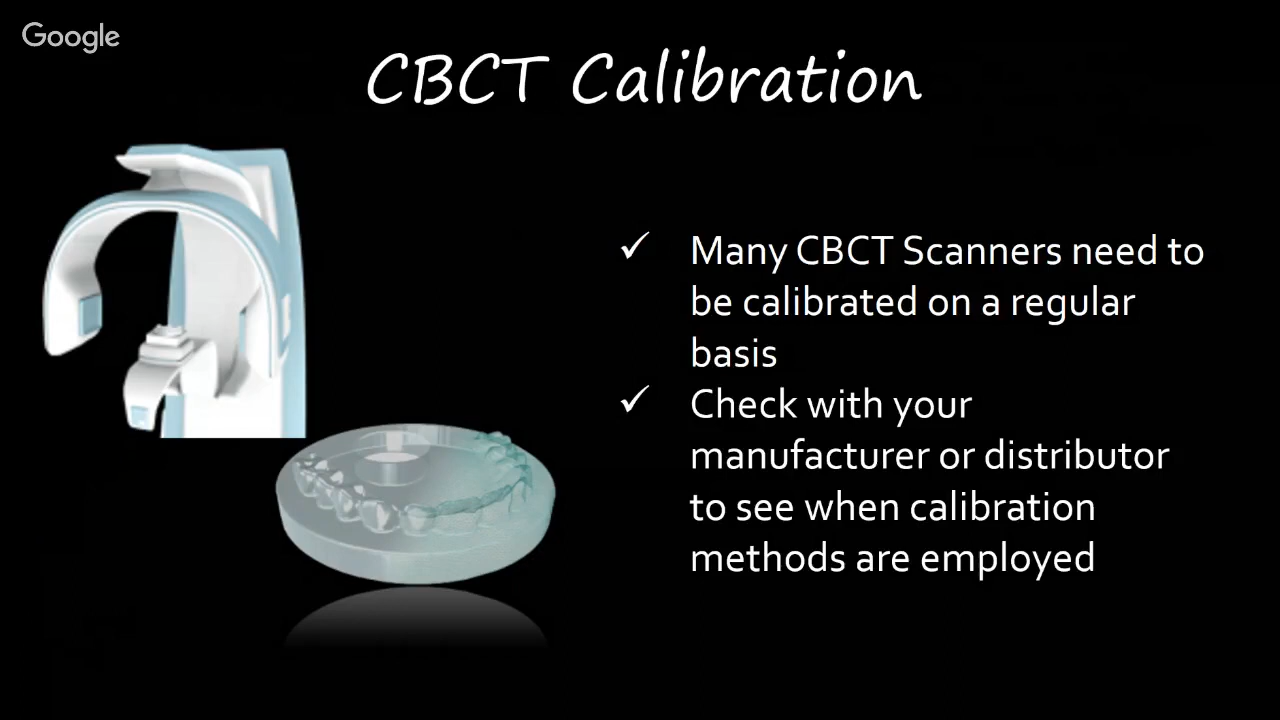 Google
CBCT Calibration
✓ Many CBCT Scanners need to
be calibrated on a regular
basis
✓ Check with your
manufacturer or distributor
to see when calibration
methods are employed